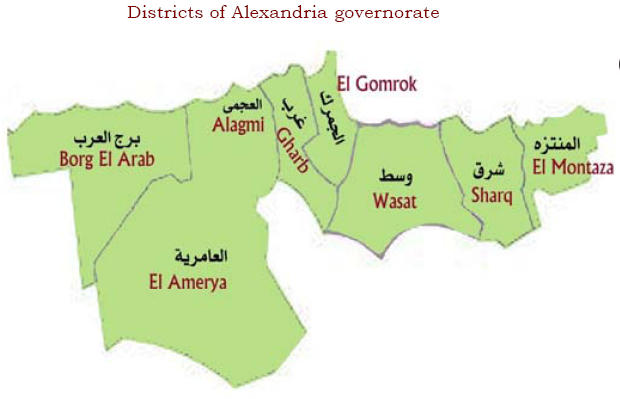 Districts of Alexandria governorate
El Gomrok
الجمرك
العجمى
Alagmi
غرب
Gharb
برج العرب
Borg El Arab
وسط
Wasat
شرق
Sharq
المنتزه
El Montaza
العامرية
El Amerya